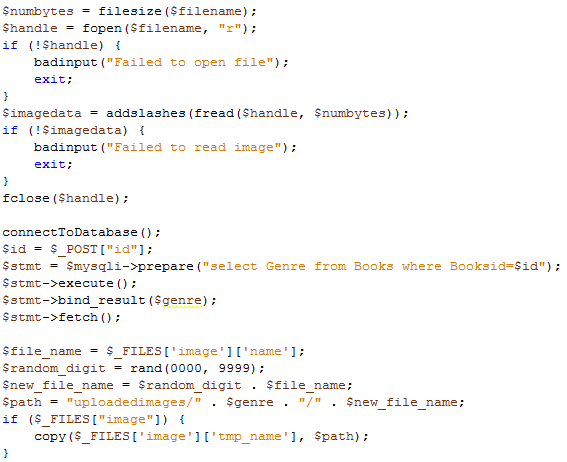 $numbytes = filesize($filename);
$handle = fopen($filename, "r");
if (!$handle) {
    badinput("Failed to open file");
    exit;
}
$imagedata = addslashes(fread($handle, $numbytes));
if (!$imagedata) {
    badinput("Failed to read image");
    exit;
}
fclose($handle);

connectToDatabase();
$id = $_POST["id"];
$stmt = $mysqli->prepare("select Genre from Books where Booksid=$id");
$stmt->execute();
$stmt->bind_result($genre);
$stmt->fetch();

$file_name = $_FILES['image']['name'];
$random_digit = rand(0000, 9999);
$new_file_name = $random_digit . $file_name;
$path = "uploadedimages/" . $genre . "/" . $new_file_name;
if ($_FILES["image"]) {
    copy($_FILES['image']['tmp_name'], $path);
}